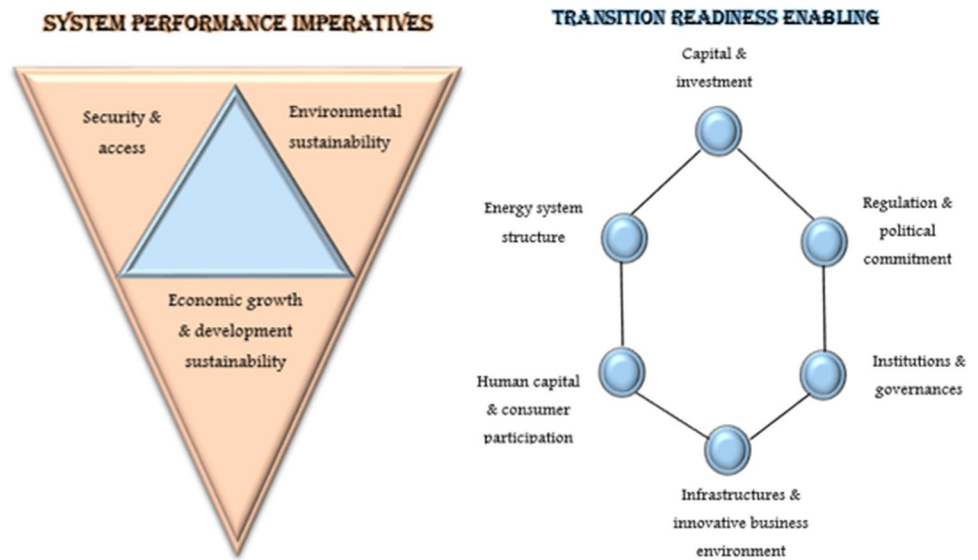 SYSTEM PERFORMANCE IMPERATIVES
Security &
access
Environmental
sustainability
Economic growth
& development
sustainability
TRANSITION READINESS ENABLING
Capital &
investment
Energy system
structure
Regulation &
political
commitment
Human capital
& consumer
participation
Institutions &
governances
Infrastructures &
innovative business
environment